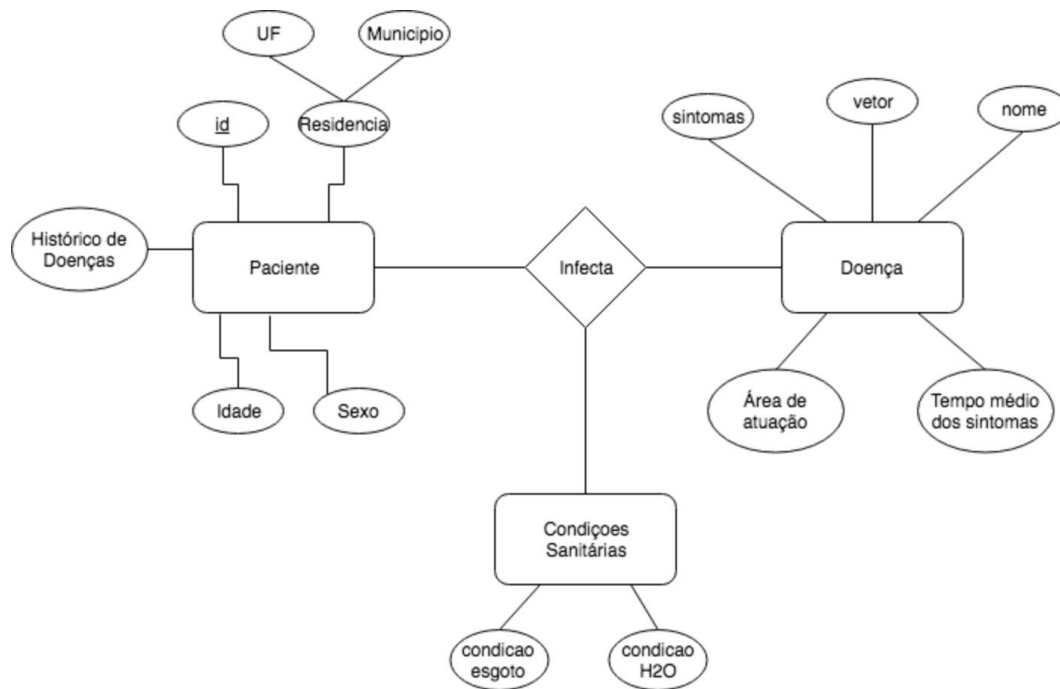 UF
Municipio
id
Residencia
sintomas
vetor
nome
Histórico de
Doenças
Paciente
Infecta
Doença
Idade
Sexo
Área de
atuação
Tempo médio
dos sintomas
Condiçoes
Sanitárias
condicao
esgoto
condicao
H2O